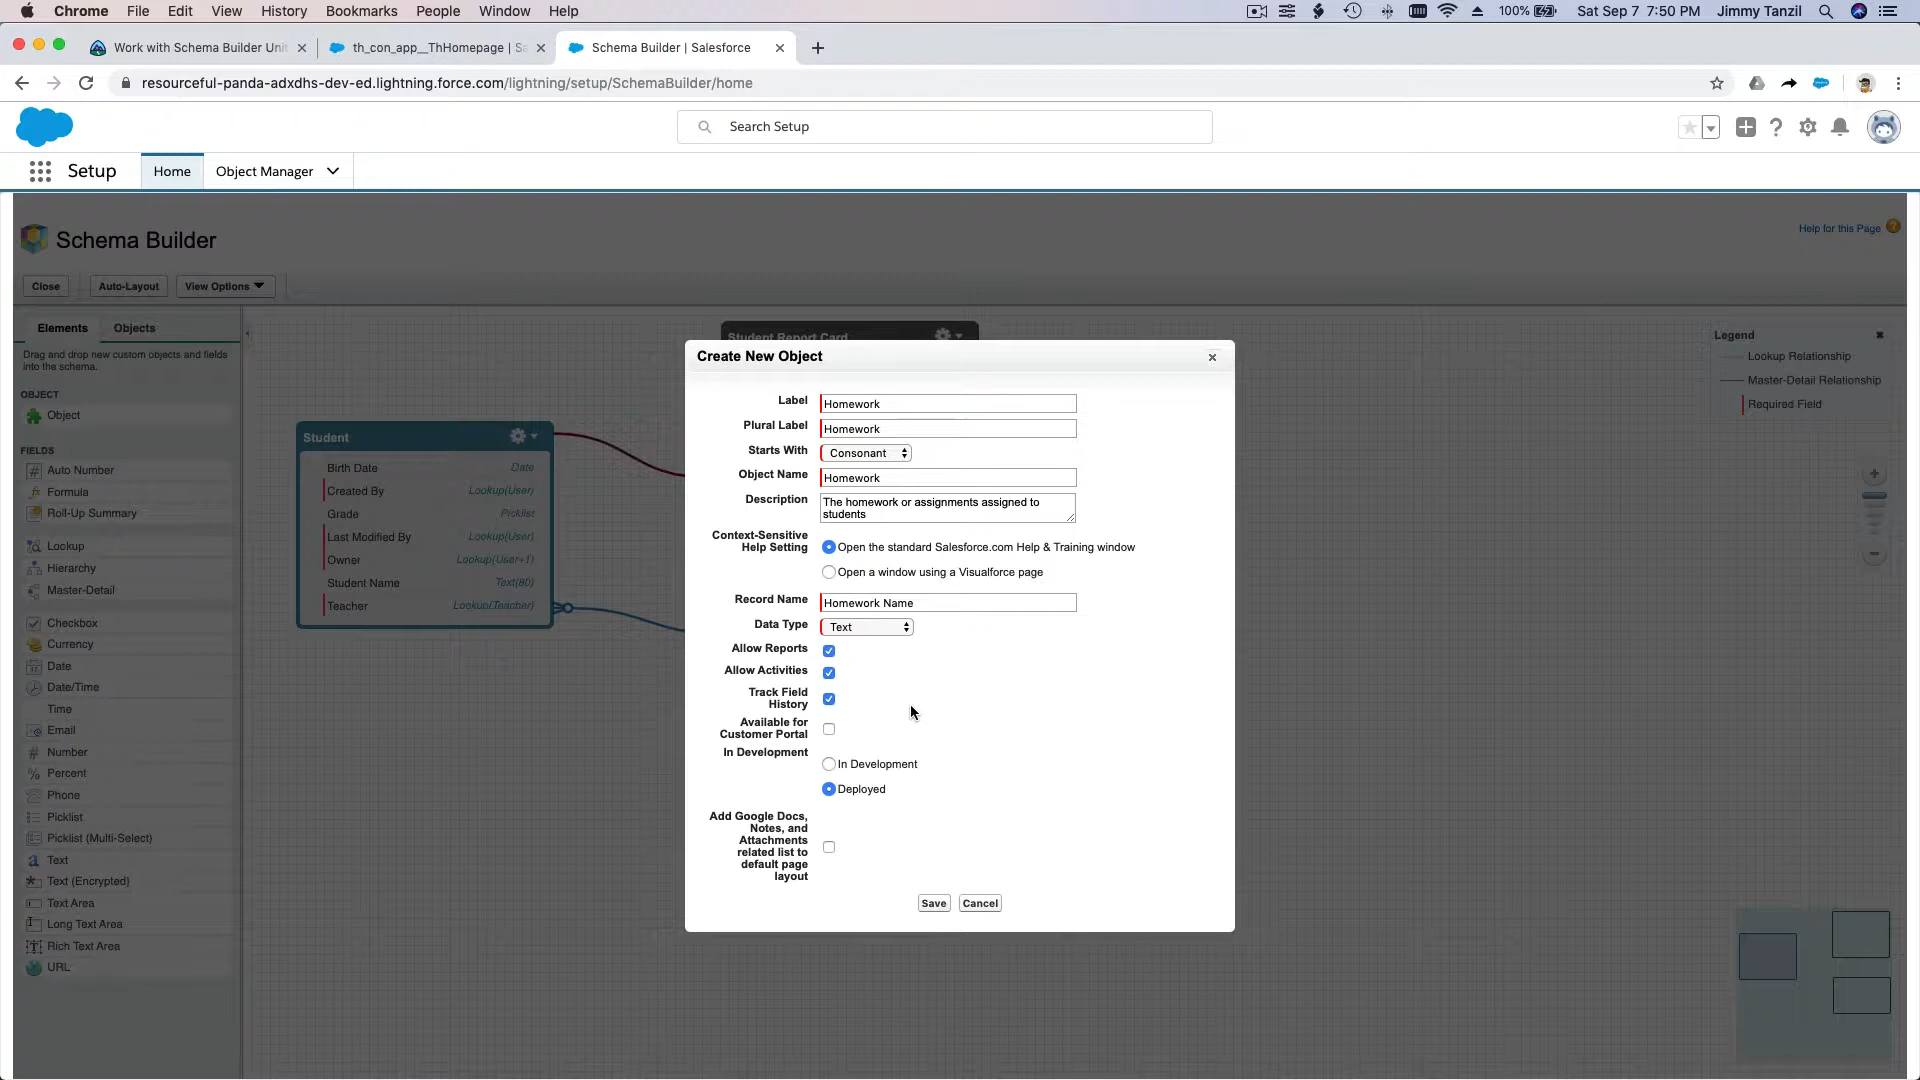 Chrome File Edit View History Bookmarks People Window Help 100% Sat Sep 7 7:50 PM Jimmy Tanzil
Work with Schema Builder Unit
th_con_app__ThHomepage | Sa
Schema Builder | Salesforce
resourceful-panda-adxdhs-dev-ed.lightning.force.com/lightning/setup/SchemaBuilder/home
Search Setup
Setup Home Object Manager
Schema Builder
Help for this Page
Close Auto-Layout View Options
Elements Objects
Drag and drop new custom objects and fields
into the schema.
OBJECT
Object
FIELDS
Auto Number
Formula
Roll-Up Summary
Lookup
Hierarchy
Master-Detail
Checkbox
Currency
Date
Date/Time
Time
Email
Number
Percent
Phone
Picklist
Picklist (Multi-Select)
Text
Text (Encrypted)
Text Area
Long Text Area
Rich Text Area
URL
Student
Birth Date Date
Created By Lookup(User)
Grade Picklist
Last Modified By Lookup(User)
Owner Lookup(User+1)
Student Name Text(80)
Teacher Lookup(Teacher)
Student Report Card
Create New Object
Label Homework
Plural Label Homework
Starts With Consonant
Object Name Homework
Description The homework or assignments assigned to
students
Context-Sensitive
Help Setting Open the standard Salesforce.com Help & Training window
Open a window using a Visualforce page
Record Name Homework Name
Data Type Text
Allow Reports
Allow Activities
Track Field
History
Available for
Customer Portal
In Development
In Development
Deployed
Add Google Docs,
Notes, and
Attachments
related list to
default page
layout
Save Cancel
Legend
Lookup Relationship
Master-Detail Relationship
Required Field